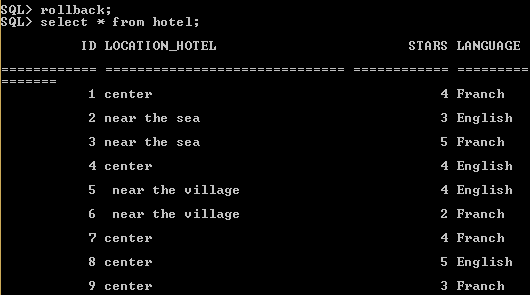 SQL> rollback;
SQL> select * from hotel;
ID LOCATION_HOTEL STARS LANGUAGE
============ =============================== ============ =========
=======
1 center 4 Franch
2 near the sea 3 English
3 near the sea 5 Franch
4 center 4 English
5 near the village 4 English
6 near the village 2 Franch
7 center 4 Franch
8 center 5 English
9 center 3 Franch